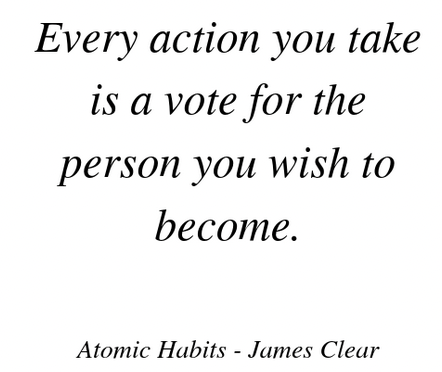 Every action you take
is a vote for the
person you wish to
become.
Atomic Habits - James Clear